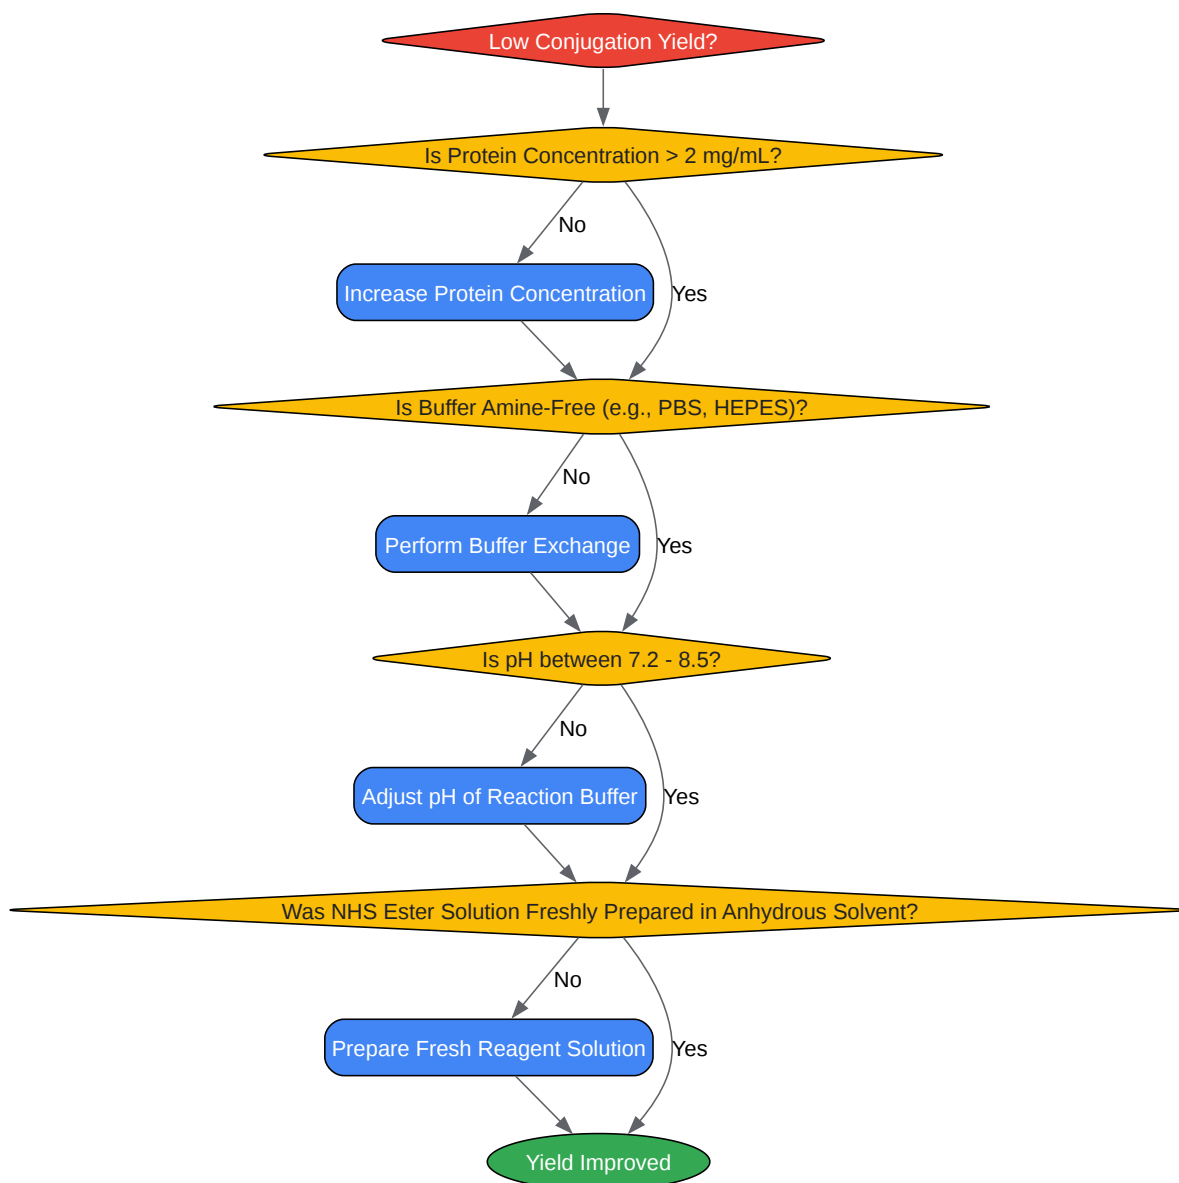 Low Conjugation Yield?
Is Protein Concentration > 2 mg/mL?
No
Increase Protein Concentration
Yes
Is Buffer Amine-Free (e.g., PBS, HEPES)?
No
Perform Buffer Exchange
Yes
Is pH between 7.2 - 8.5?
No
Adjust pH of Reaction Buffer
Yes
Was NHS Ester Solution Freshly Prepared in Anhydrous Solvent?
No
Prepare Fresh Reagent Solution
Yes
Yield Improved